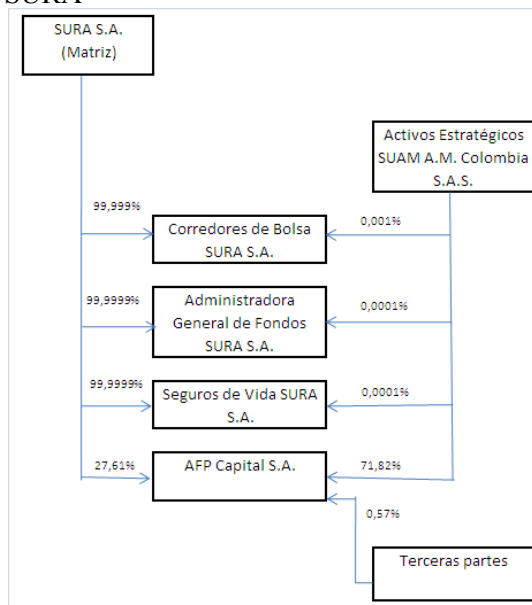 SURA
SURA S.A.
(Matriz)
Activos Estratégicos
SUAM A.M. Colombia
S.A.S.
99,999%
0,001%
Corredores de Bolsa
SURA S.A.
99,9999%
Administradora
General de Fondos
SURA S.A.
0,0001%
99,9999%
Seguros de Vida SURA
S.A.
0,0001%
27,61%
AFP Capital S.A.
71,82%
0,57%
Terceras partes